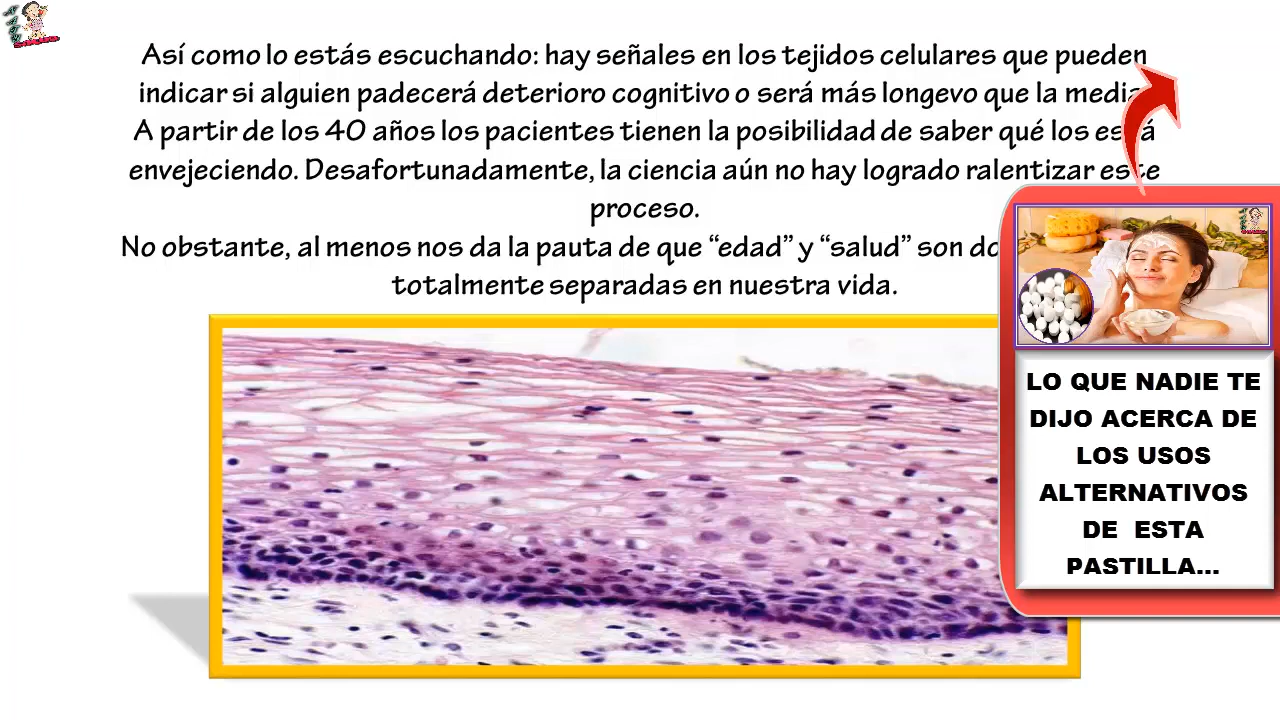 Así como lo estás escuchando: hay señales en los tejidos celulares que pueden
indicar si alguien padecerá deterioro cognitivo o será más longevo que la media
A partir de los 40 años los pacientes tienen la posibilidad de saber qué los está
envejeciendo. Desafortunadamente, la ciencia aún no hay logrado ralentizar este
proceso.
No obstante, al menos nos da la pauta de que “edad” y “salud” son
totalmente separadas en nuestra vida.
LO QUE NADIE TE
DIJO ACERCA DE
LOS USOS
ALTERNATIVOS
DE ESTA
PASTILLA...